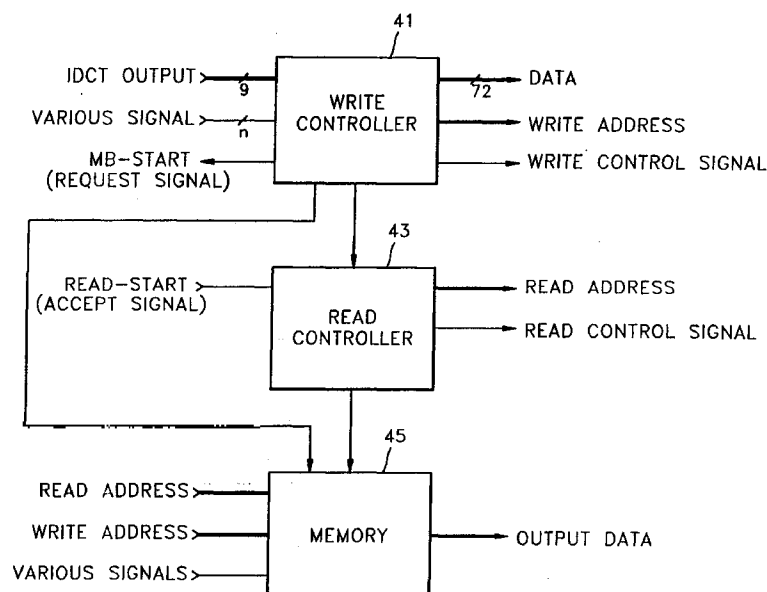 41
IDCT OUTPUT
9
WRITE
CONTROLLER
72
DATA
VARIOUS SIGNAL
n
WRITE ADDRESS
MB-START
(REQUEST SIGNAL)
WRITE CONTROL SIGNAL
43
READ-START
(ACCEPT SIGNAL)
READ
CONTROLLER
READ ADDRESS
READ CONTROL SIGNAL
45
READ ADDRESS
WRITE ADDRESS
VARIOUS SIGNALS
MEMORY
OUTPUT DATA